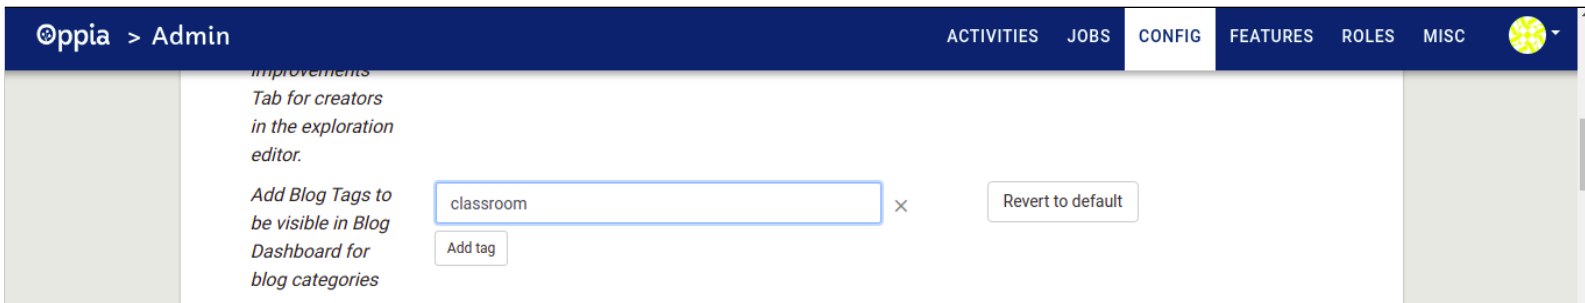 Oppia > Admin
ACTIVITIES JOBS CONFIG FEATURES ROLES MISC
improvements
Tab for creators
in the exploration
editor.
Add Blog Tags to
be visible in Blog
Dashboard for
blog categories
classroom
×
Revert to default
Add tag